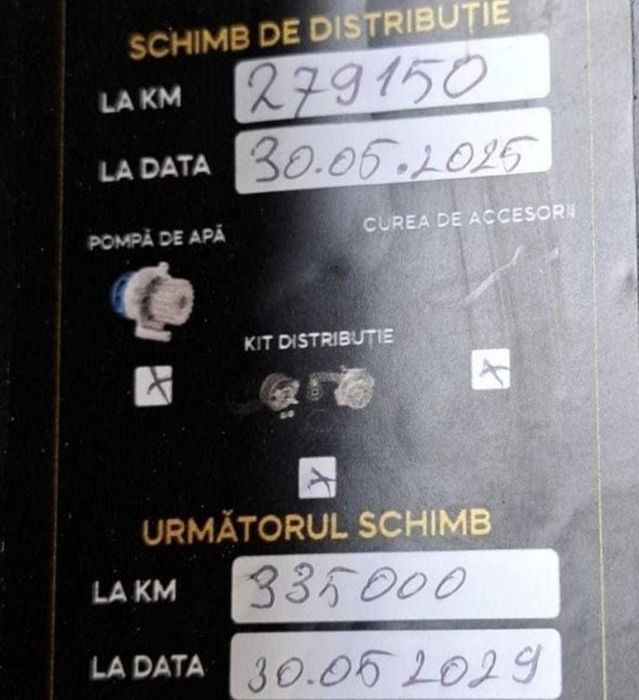 SCHIMB DE DISTRIBUȚIE
LA KM 279150
LA DATA 30.05.2025
POMPĂ DE APĂ
CUREA DE ACCESORII
KIT DISTRIBUȚIE
URMĂTORUL SCHIMB
LA KM 335000
LA DATA 30.05 2029